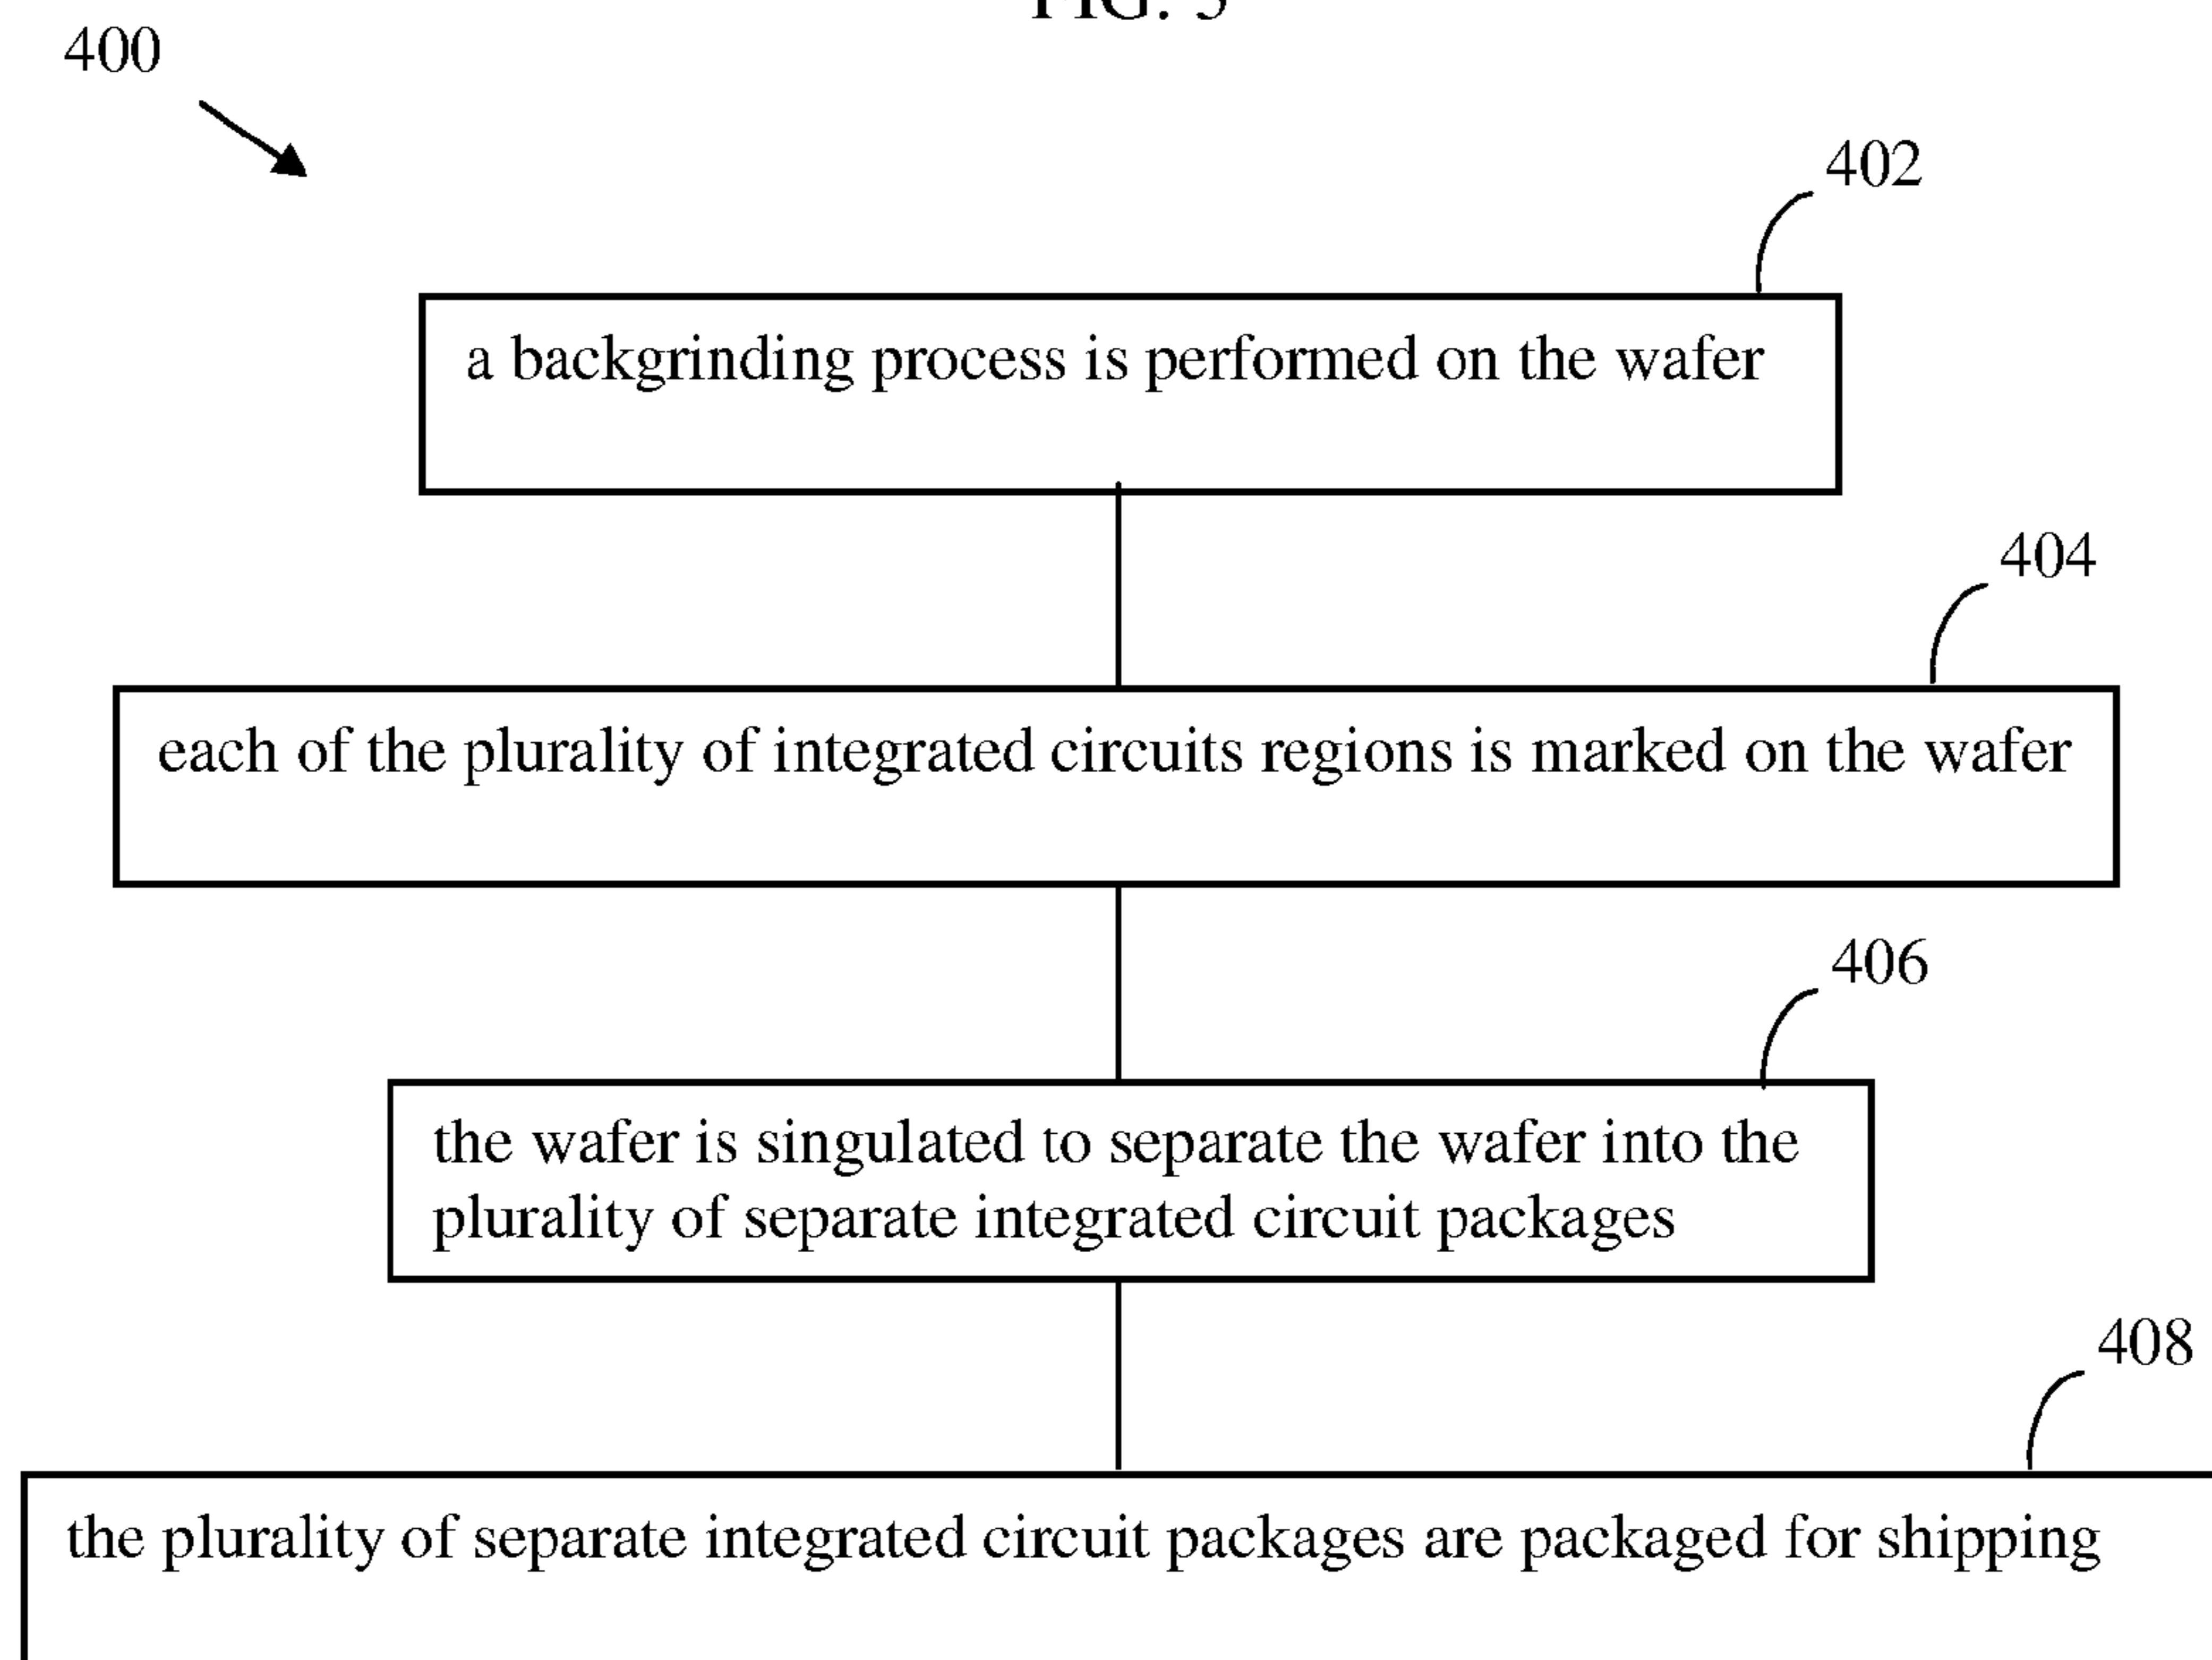 FIG. 3
400
402
a backgrinding process is performed on the wafer
404
each of the plurality of integrated circuits regions is marked on the wafer
406
the wafer is singulated to separate the wafer into the
plurality of separate integrated circuit packages
408
the plurality of separate integrated circuit packages are packaged for shipping